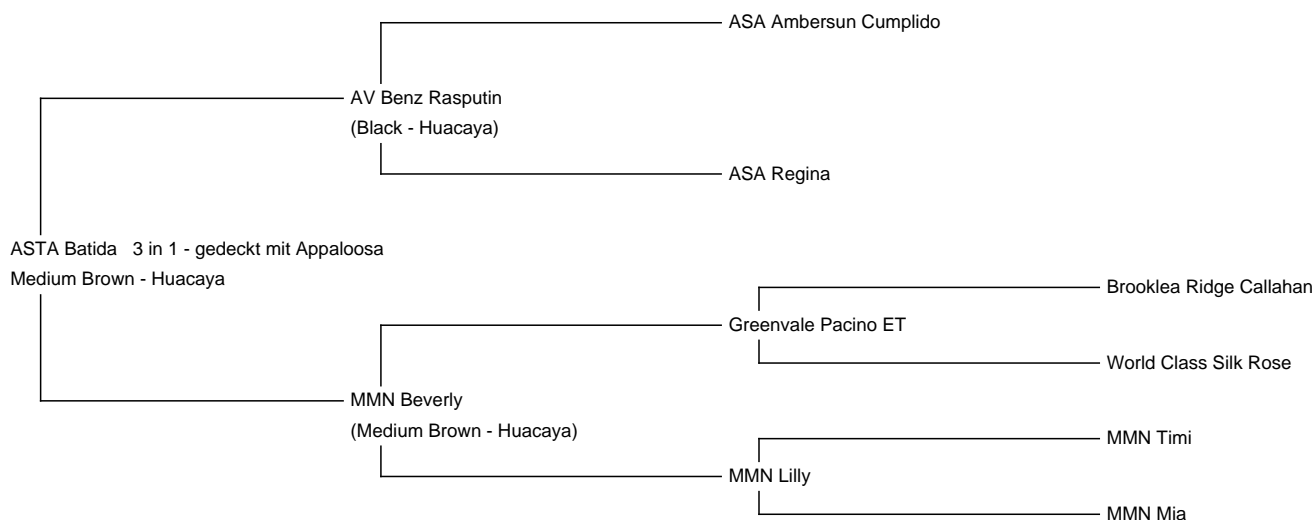 ASA Ambersun Cumplido
AV Benz Rasputin
(Black - Huacaya)
ASA Regina
ASTA Batida   3 in 1 - gedeckt mit Appaloosa
Medium Brown - Huacaya
Brooklea Ridge Callahan
Greenvale Pacino ET
World Class Silk Rose
MMN Beverly
(Medium Brown - Huacaya)
MMN Timi
MMN Lilly
MMN Mia